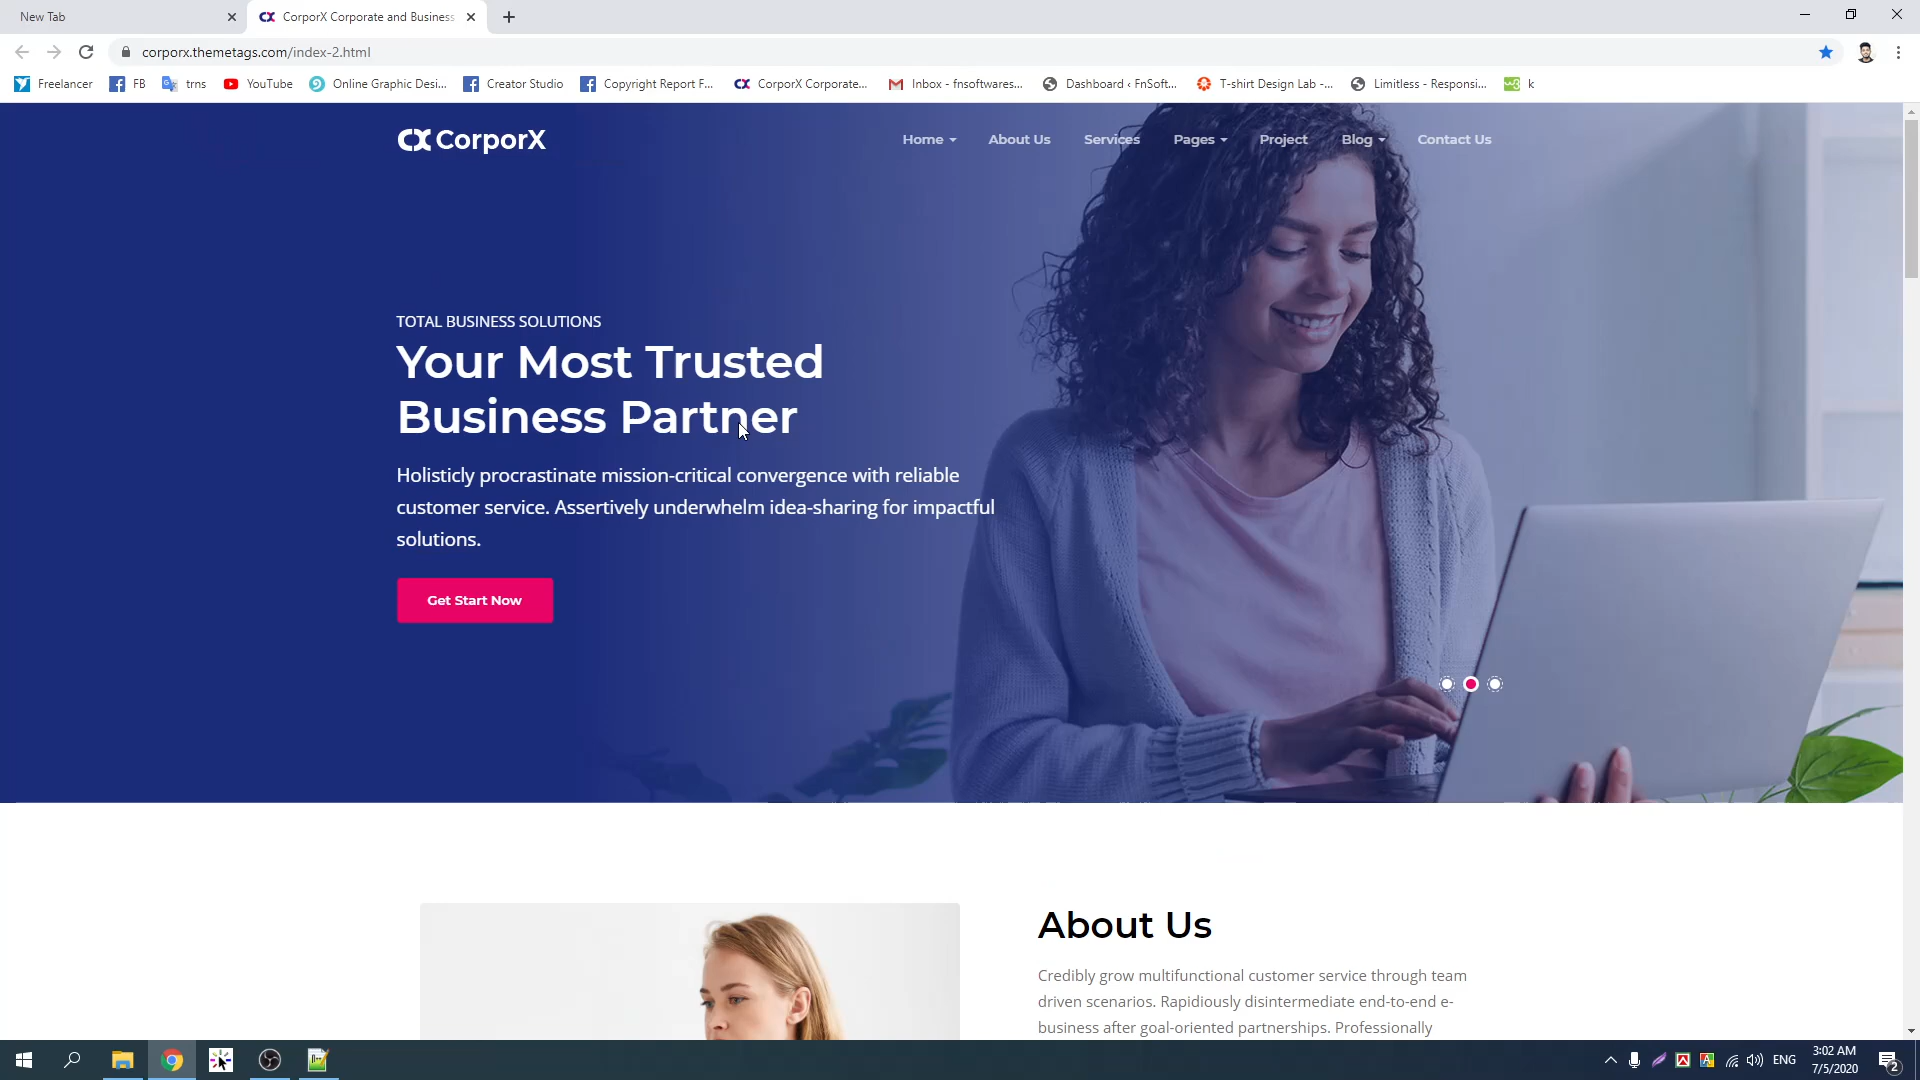 New Tab
CorporX Corporate and Business
corporx.themetags.com/index-2.html
Freelancer
FB
trns
YouTube
Online Graphic Desi...
Creator Studio
Copyright Report F...
CorporX Corporate...
Inbox - fnsoftwares...
Dashboard ‹ FnSoft...
T-shirt Design Lab -...
Limitless - Responsi...
k
CX CorporX
Home
About Us
Services
Pages
Project
Blog
Contact Us
TOTAL BUSINESS SOLUTIONS
Your Most Trusted
Business Partner
Holisticly procrastinate mission-critical convergence with reliable
customer service. Assertively underwhelm idea-sharing for impactful
solutions.
Get Start Now
About Us
Credibly grow multifunctional customer service through team
driven scenarios. Rapidiously disintermediate end-to-end e-
business after goal-oriented partnerships. Professionally
ENG
3:02 AM
7/5/2020
2